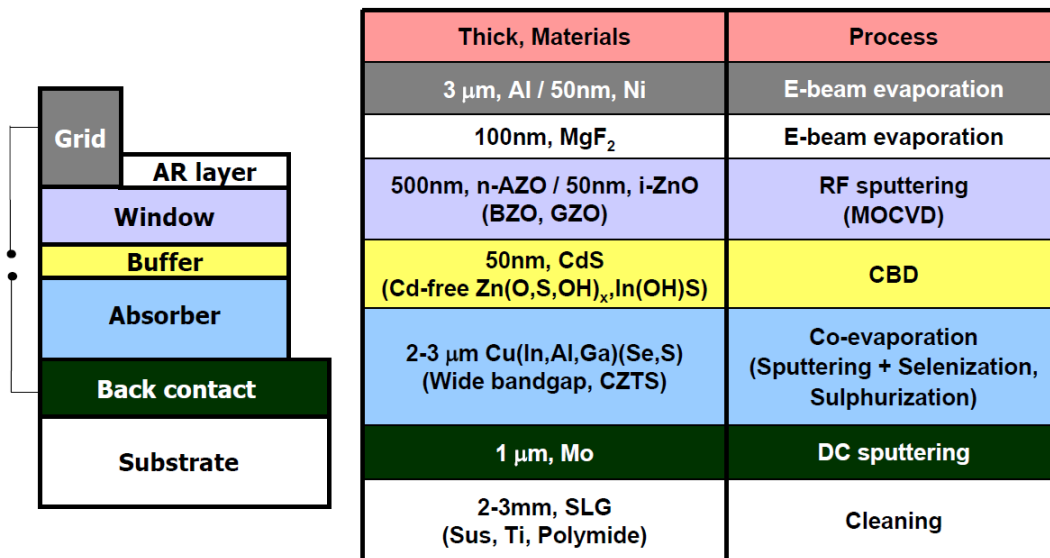 Grid
AR layer
Window
Buffer
Absorber
Back contact
Substrate
Thick, Materials
Process
3 μm, Al / 50nm, Ni
E-beam evaporation
100nm, MgF₂
E-beam evaporation
500nm, n-AZO / 50nm, i-ZnO
(BZO, GZO)
RF sputtering
(MOCVD)
50nm, CdS
(Cd-free Zn(O,S,OH)ₓ,In(OH)S)
CBD
2-3 μm Cu(In,Al,Ga)(Se,S)
(Wide bandgap, CZTS)
Co-evaporation
(Sputtering + Selenization,
Sulphurization)
1 μm, Mo
DC sputtering
2-3mm, SLG
(Sus, Ti, Polymide)
Cleaning